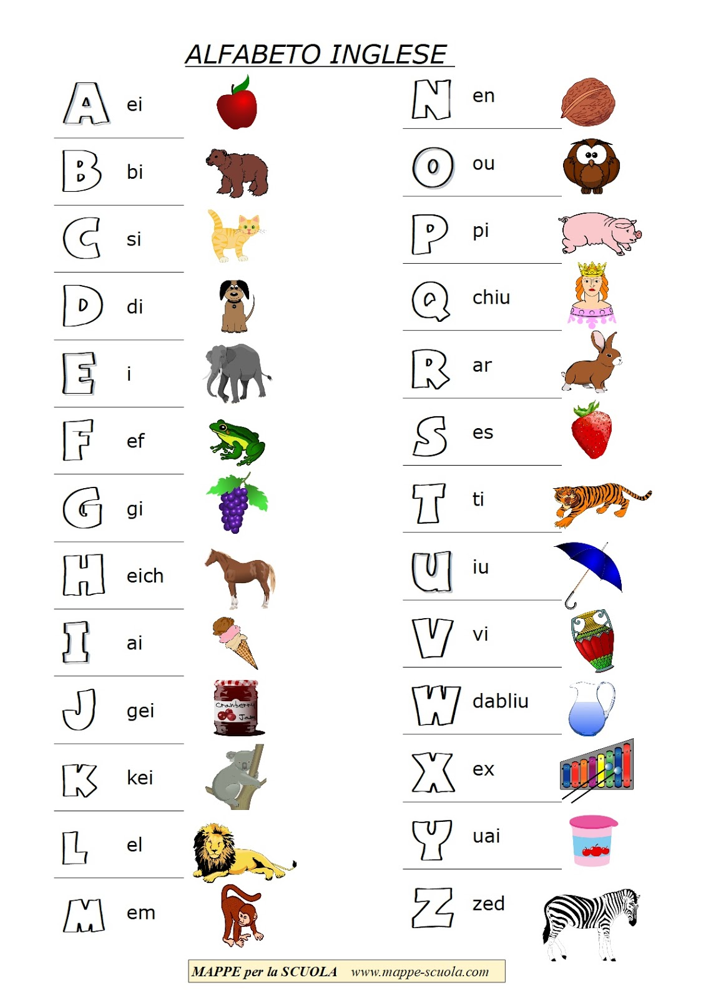 ALFABETO INGLESE
A ei
B bi
C si
D di
E i
F ef
G gi
H eich
I ai
J gei
Cranberry
Jam
K kei
L el
M em
N en
O ou
P pi
Q chiu
R ar
S es
T ti
U iu
V vi
W dabliu
X ex
Y uai
Z zed
MAPPE per la SCUOLA www.mappe-scuola.com